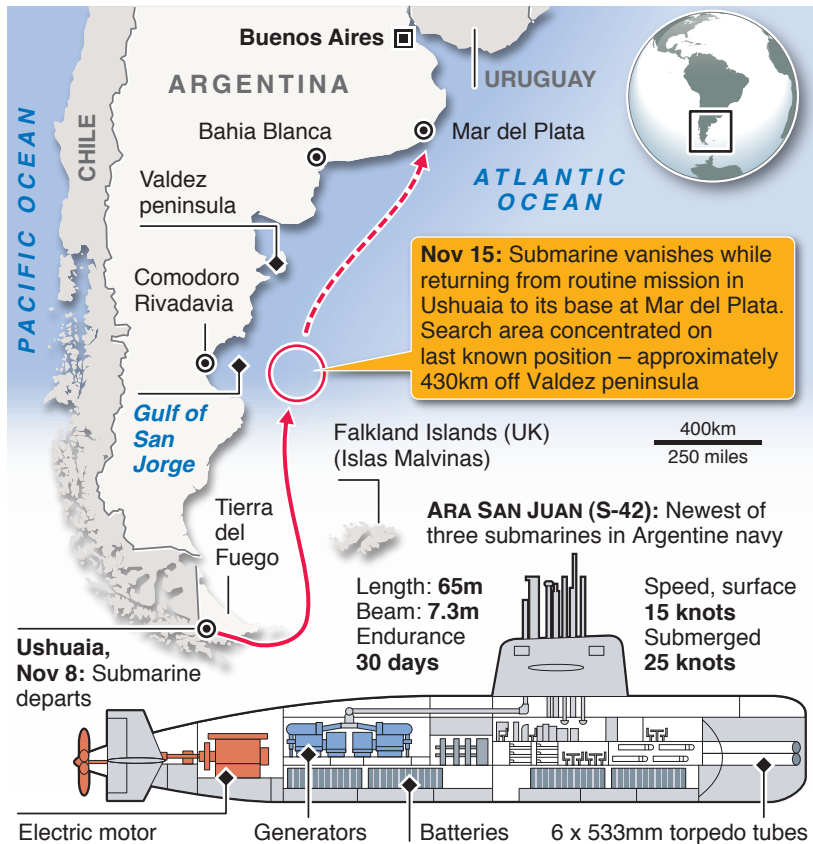 Buenos Aires
ARGENTINA
URUGUAY
PACIFIC OCEAN
CHILE
Bahia Blanca
Mar del Plata
Valdez
peninsula
ATLANTIC
OCEAN
Comodoro
Rivadavia
Nov 15: Submarine vanishes while
returning from routine mission in
Ushuaia to its base at Mar del Plata.
Search area concentrated on
last known position – approximately
430km off Valdez peninsula
Gulf of
San
Jorge
Falkland Islands (UK)
(Islas Malvinas)
400km
250 miles
Tierra
del
Fuego
ARA SAN JUAN (S-42): Newest of
three submarines in Argentine navy
Length: 65m
Beam: 7.3m
Endurance
30 days
Speed, surface
15 knots
Submerged
25 knots
Ushuaia,
Nov 8: Submarine
departs
Electric motor
Generators
Batteries
6 x 533mm torpedo tubes